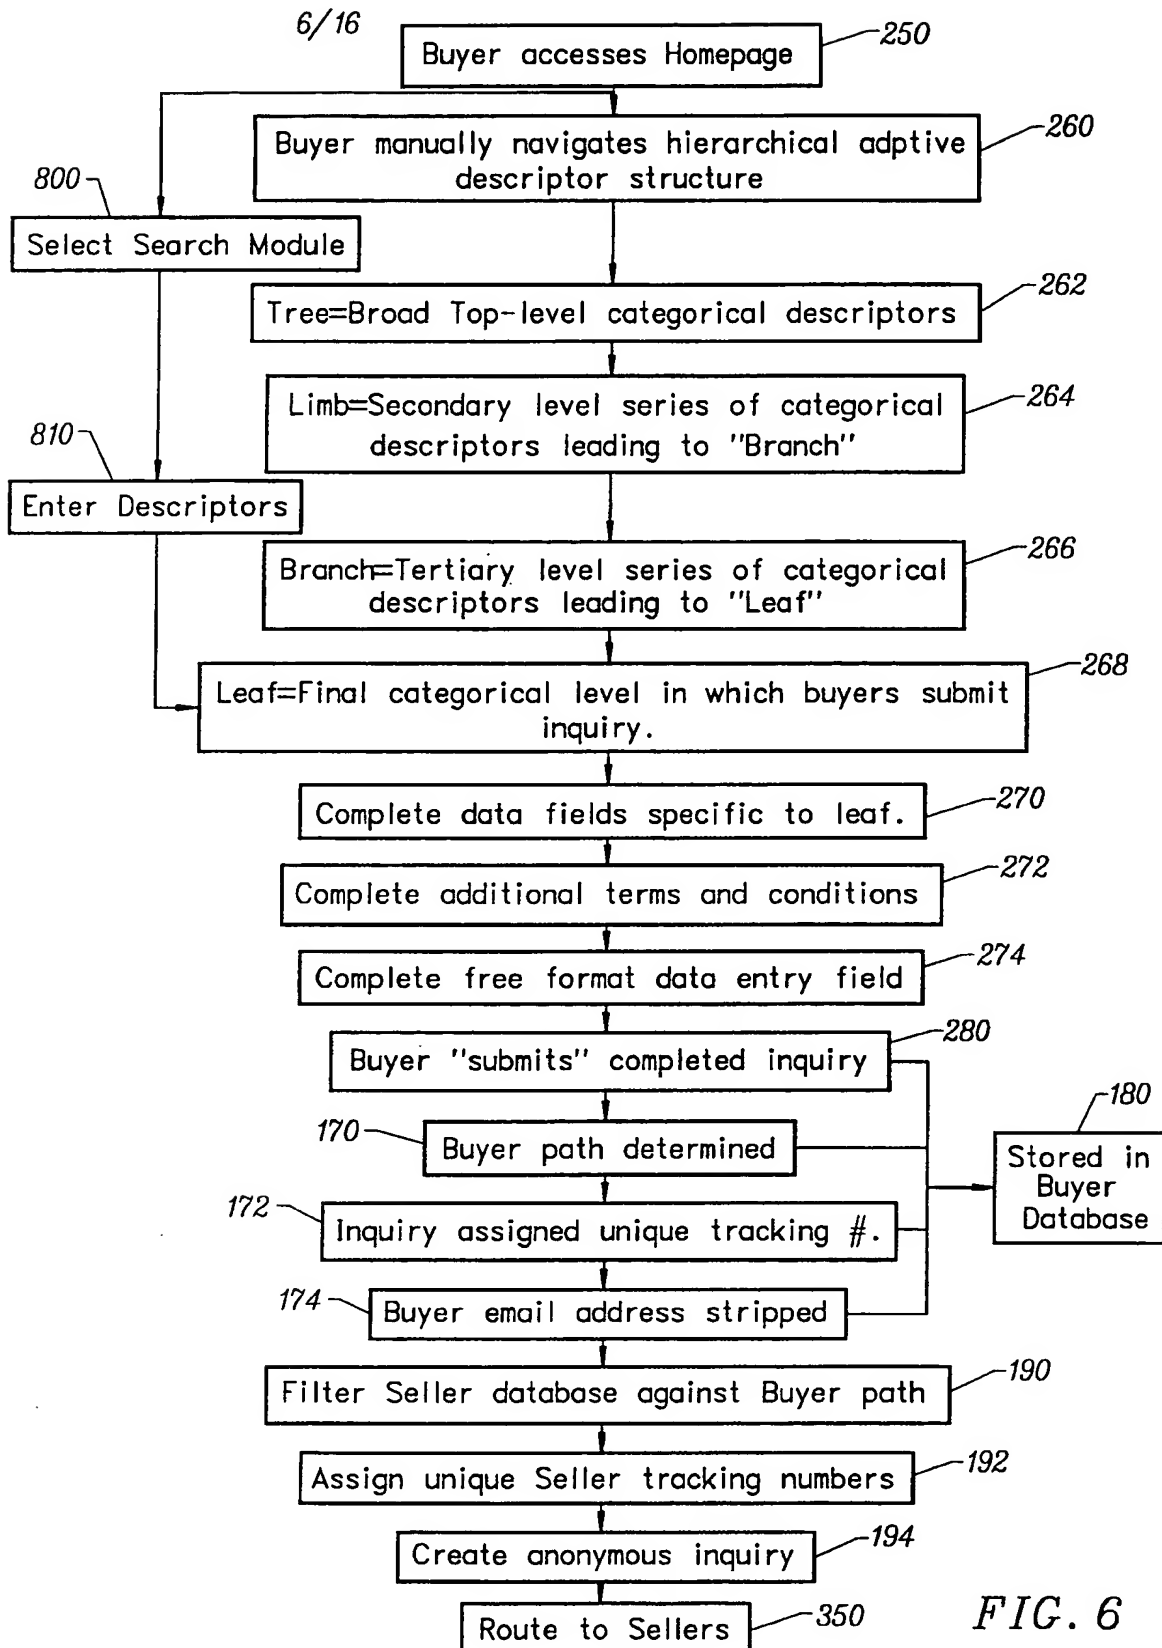 6/16
Buyer accesses Homepage
250
Buyer manually navigates hierarchical adptive
descriptor structure
260
800
Select Search Module
Tree=Broad Top-level categorical descriptors
262
Limb=Secondary level series of categorical
descriptors leading to "Branch"
264
810
Enter Descriptors
Branch=Tertiary level series of categorical
descriptors leading to "Leaf"
266
Leaf=Final categorical level in which buyers submit
inquiry.
268
Complete data fields specific to leaf.
270
Complete additional terms and conditions
272
Complete free format data entry field
274
Buyer "submits" completed inquiry
280
170
Buyer path determined
180
Stored in
Buyer
Database
172
Inquiry assigned unique tracking #.
174
Buyer email address stripped
Filter Seller database against Buyer path
190
Assign unique Seller tracking numbers
192
Create anonymous inquiry
194
Route to Sellers
350
FIG. 6